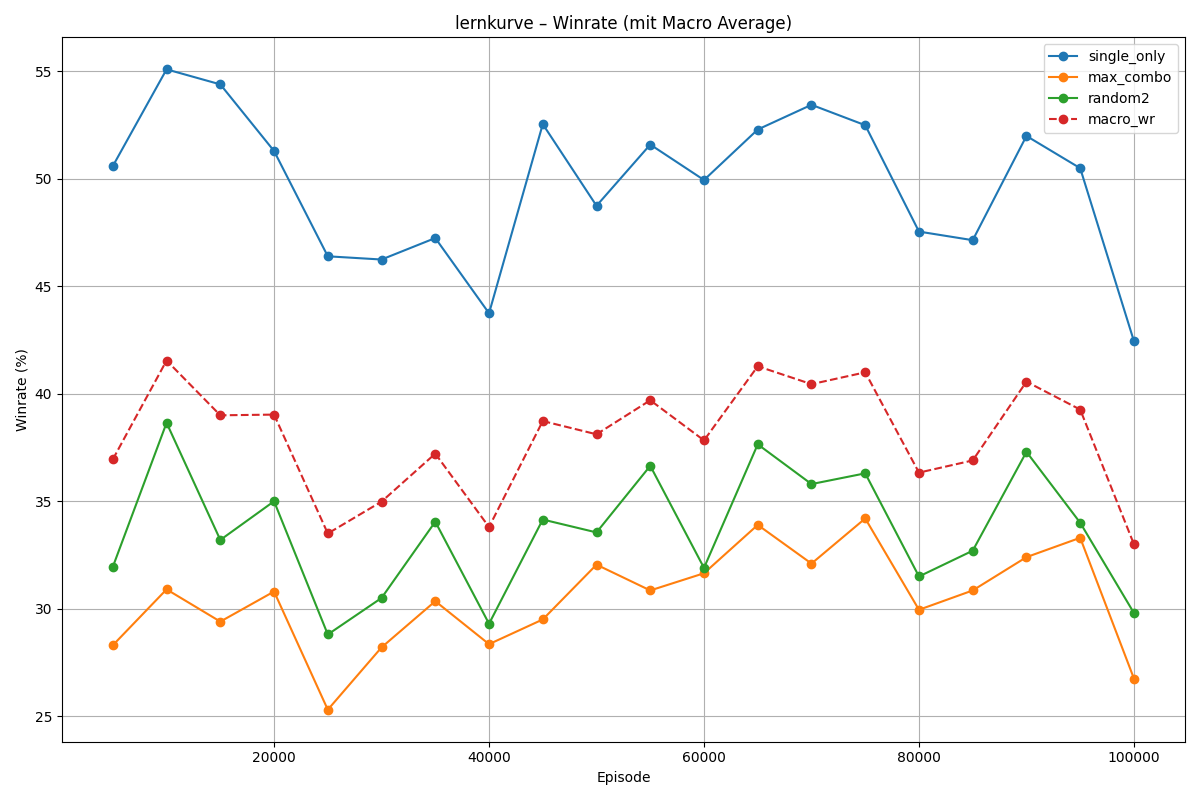 lernkurve – Winrate (mit Macro Average)
single_only
max_combo
random2
macro_wr
Winrate (%)
55
50
45
40
35
30
25
20000
40000
60000
80000
100000
Episode